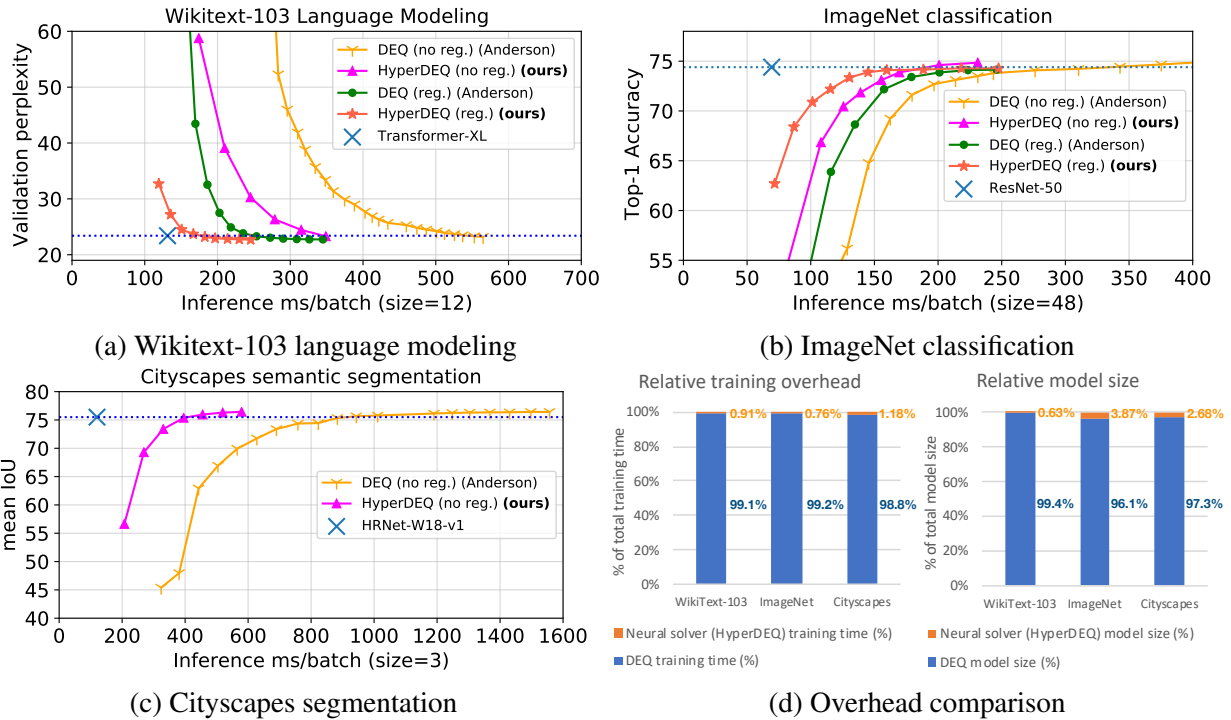 Wikitext-103 Language Modeling
Validation perplexity
60
50
40
30
20
0 100 200 300 400 500 600 700
Inference ms/batch (size=12)
DEQ (no reg.) (Anderson)
HyperDEQ (no reg.) (ours)
DEQ (reg.) (Anderson)
HyperDEQ (reg.) (ours)
Transformer-XL
(a) Wikitext-103 language modeling
ImageNet classification
Top-1 Accuracy
75
70
65
60
55
0 50 100 150 200 250 300 350 400
Inference ms/batch (size=48)
DEQ (no reg.) (Anderson)
HyperDEQ (no reg.) (ours)
DEQ (reg.) (Anderson)
HyperDEQ (reg.) (ours)
ResNet-50
(b) ImageNet classification
Cityscapes semantic segmentation
mean IoU
80
75
70
65
60
55
50
45
40
0 200 400 600 800 1000 1200 1400 1600
Inference ms/batch (size=3)
DEQ (no reg.) (Anderson)
HyperDEQ (no reg.) (ours)
HRNet-W18-v1
(c) Cityscapes segmentation
Relative training overhead
% of total training time
100%
80%
60%
40%
20%
0%
0.91% 0.76% 1.18%
99.1% 99.2% 98.8%
WikiText-103 ImageNet Cityscapes
Neural solver (HyperDEQ) training time (%)
DEQ training time (%)
Relative model size
% of total model size
100%
80%
60%
40%
20%
0%
0.63% 3.87% 2.68%
99.4% 96.1% 97.3%
WikiText-103 ImageNet Cityscapes
Neural solver (HyperDEQ) model size (%)
DEQ model size (%)
(d) Overhead comparison